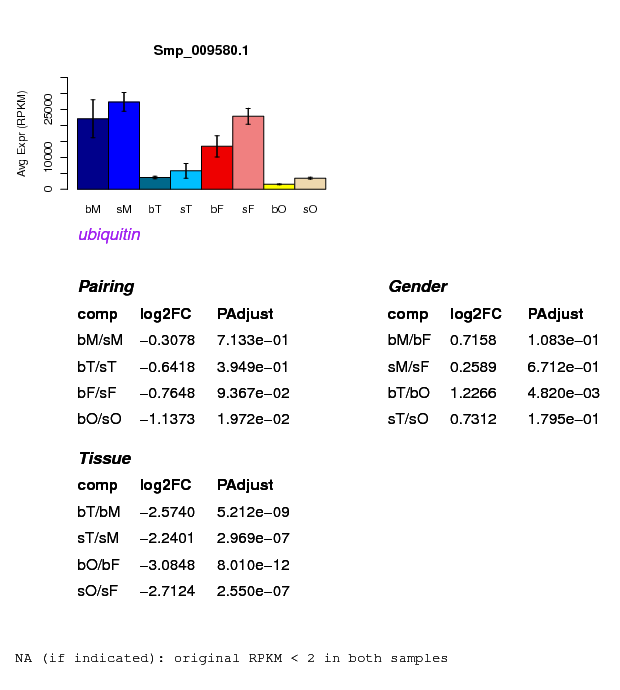 Smp_009580.1
Avg Expr (RPKM)
25000
10000
0
bM sM bT sT bF sF bO sO
ubiquitin
Pairing
comp log2FC PAdjust
bM/sM −0.3078 7.133e−01
bT/sT −0.6418 3.949e−01
bF/sF −0.7648 9.367e−02
bO/sO −1.1373 1.972e−02
Gender
comp log2FC PAdjust
bM/bF 0.7158 1.083e−01
sM/sF 0.2589 6.712e−01
bT/bO 1.2266 4.820e−03
sT/sO 0.7312 1.795e−01
Tissue
comp log2FC PAdjust
bT/bM −2.5740 5.212e−09
sT/sM −2.2401 2.969e−07
bO/bF −3.0848 8.010e−12
sO/sF −2.7124 2.550e−07
NA (if indicated): original RPKM < 2 in both samples